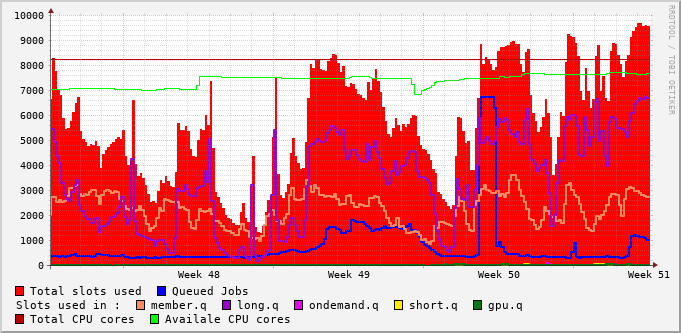 10000
9000
8000
7000
6000
5000
4000
3000
2000
1000
0
Week 48 Week 49 Week 50 Week 51
Total slots used Queued Jobs
Slots used in : member.q long.q ondemand.q short.q gpu.q
Total CPU cores Availale CPU cores
RRDTOOL / TOBI OETIKER